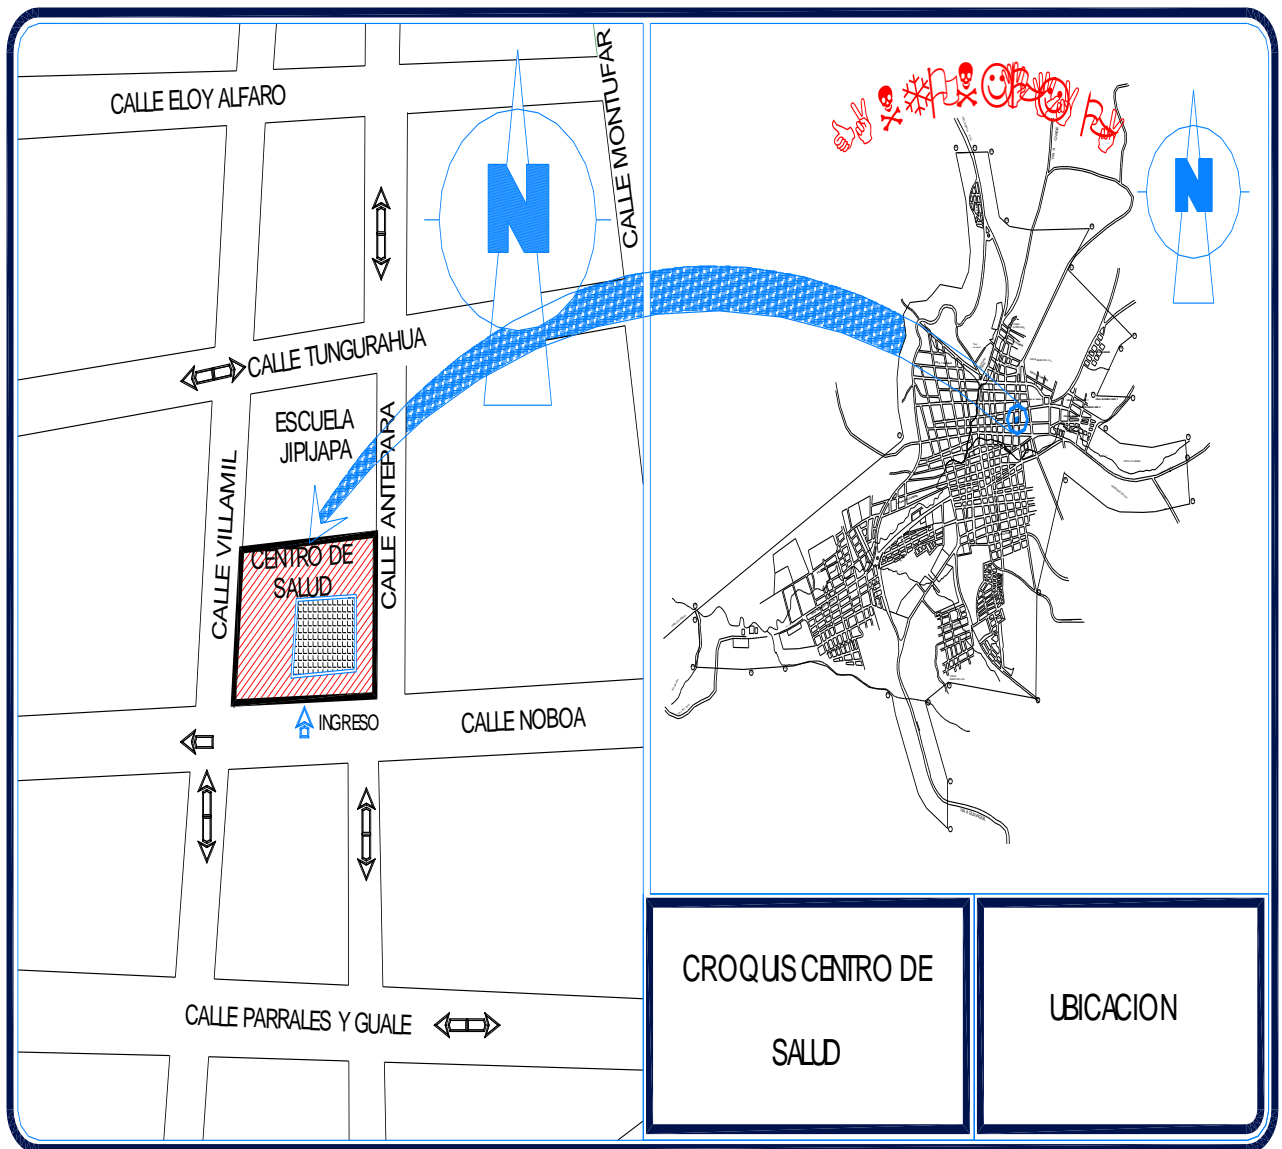 CALLE ELOY ALFARO
CALLE MONTUFAR
N
CALLE TUNGURAHUA
ESCUELA
JIPIJAPA
CALLE VILLAMIL
CALLE ANTEPARA
CENTRO DE
SALUD
INGRESO
CALLE NOBOA
CALLE PARRALES Y GUALE
N
CROQUIS CENTRO DE
SALUD
UBICACION